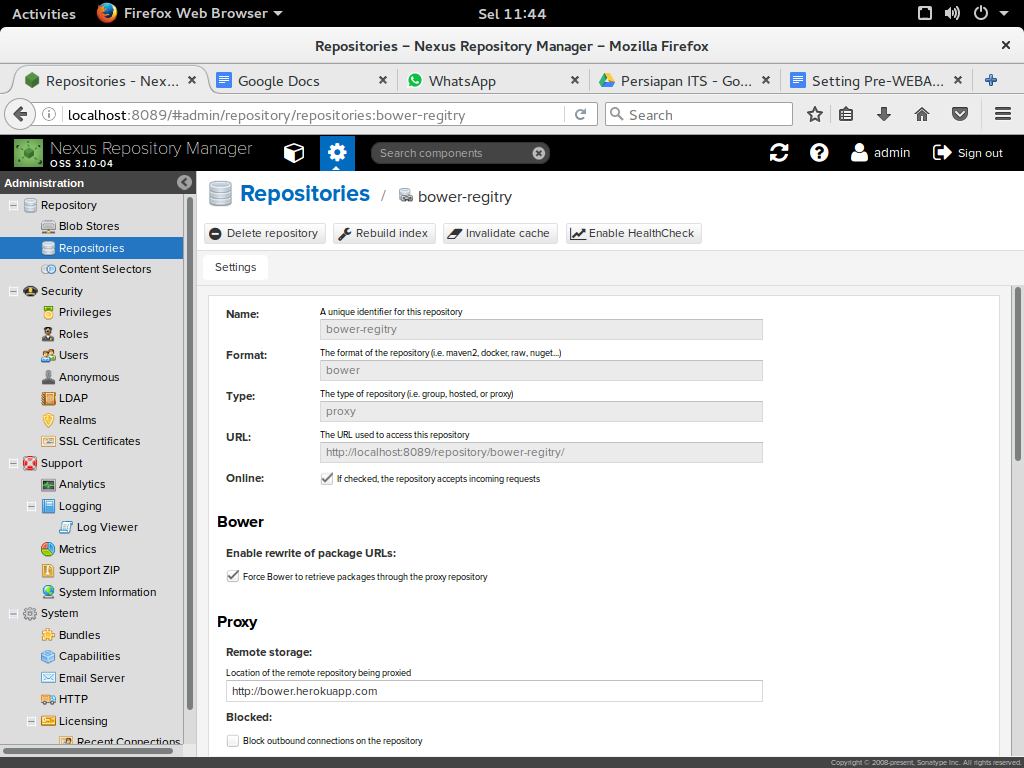 Activities Firefox Web Browser Sel 11:44
Repositories – Nexus Repository Manager – Mozilla Firefox
Repositories - Nex... Google Docs WhatsApp Persiapan ITS - Go... Setting Pre-WEBA...
localhost:8089/#admin/repository/repositories:bower-regitry Search
Nexus Repository Manager
OSS 3.1.0-04
Search components admin Sign out
Administration
Repository
Blob Stores
Repositories
Content Selectors
Security
Privileges
Roles
Users
Anonymous
LDAP
Realms
SSL Certificates
Support
Analytics
Logging
Log Viewer
Metrics
Support ZIP
System Information
System
Bundles
Capabilities
Email Server
HTTP
Licensing
Recent Connections
Repositories / bower-regitry
Delete repository Rebuild index Invalidate cache Enable HealthCheck
Settings
Name: A unique identifier for this repository
bower-regitry
Format: The format of the repository (i.e. maven2, docker, raw, nuget...)
bower
Type: The type of repository (i.e. group, hosted, or proxy)
proxy
URL: The URL used to access this repository
http://localhost:8089/repository/bower-regitry/
Online: If checked, the repository accepts incoming requests
Bower
Enable rewrite of package URLs:
Force Bower to retrieve packages through the proxy repository
Proxy
Remote storage:
Location of the remote repository being proxied
http://bower.herokuapp.com
Blocked:
Block outbound connections on the repository
Copyright © 2008-present, Sonatype Inc. All rights reserved.